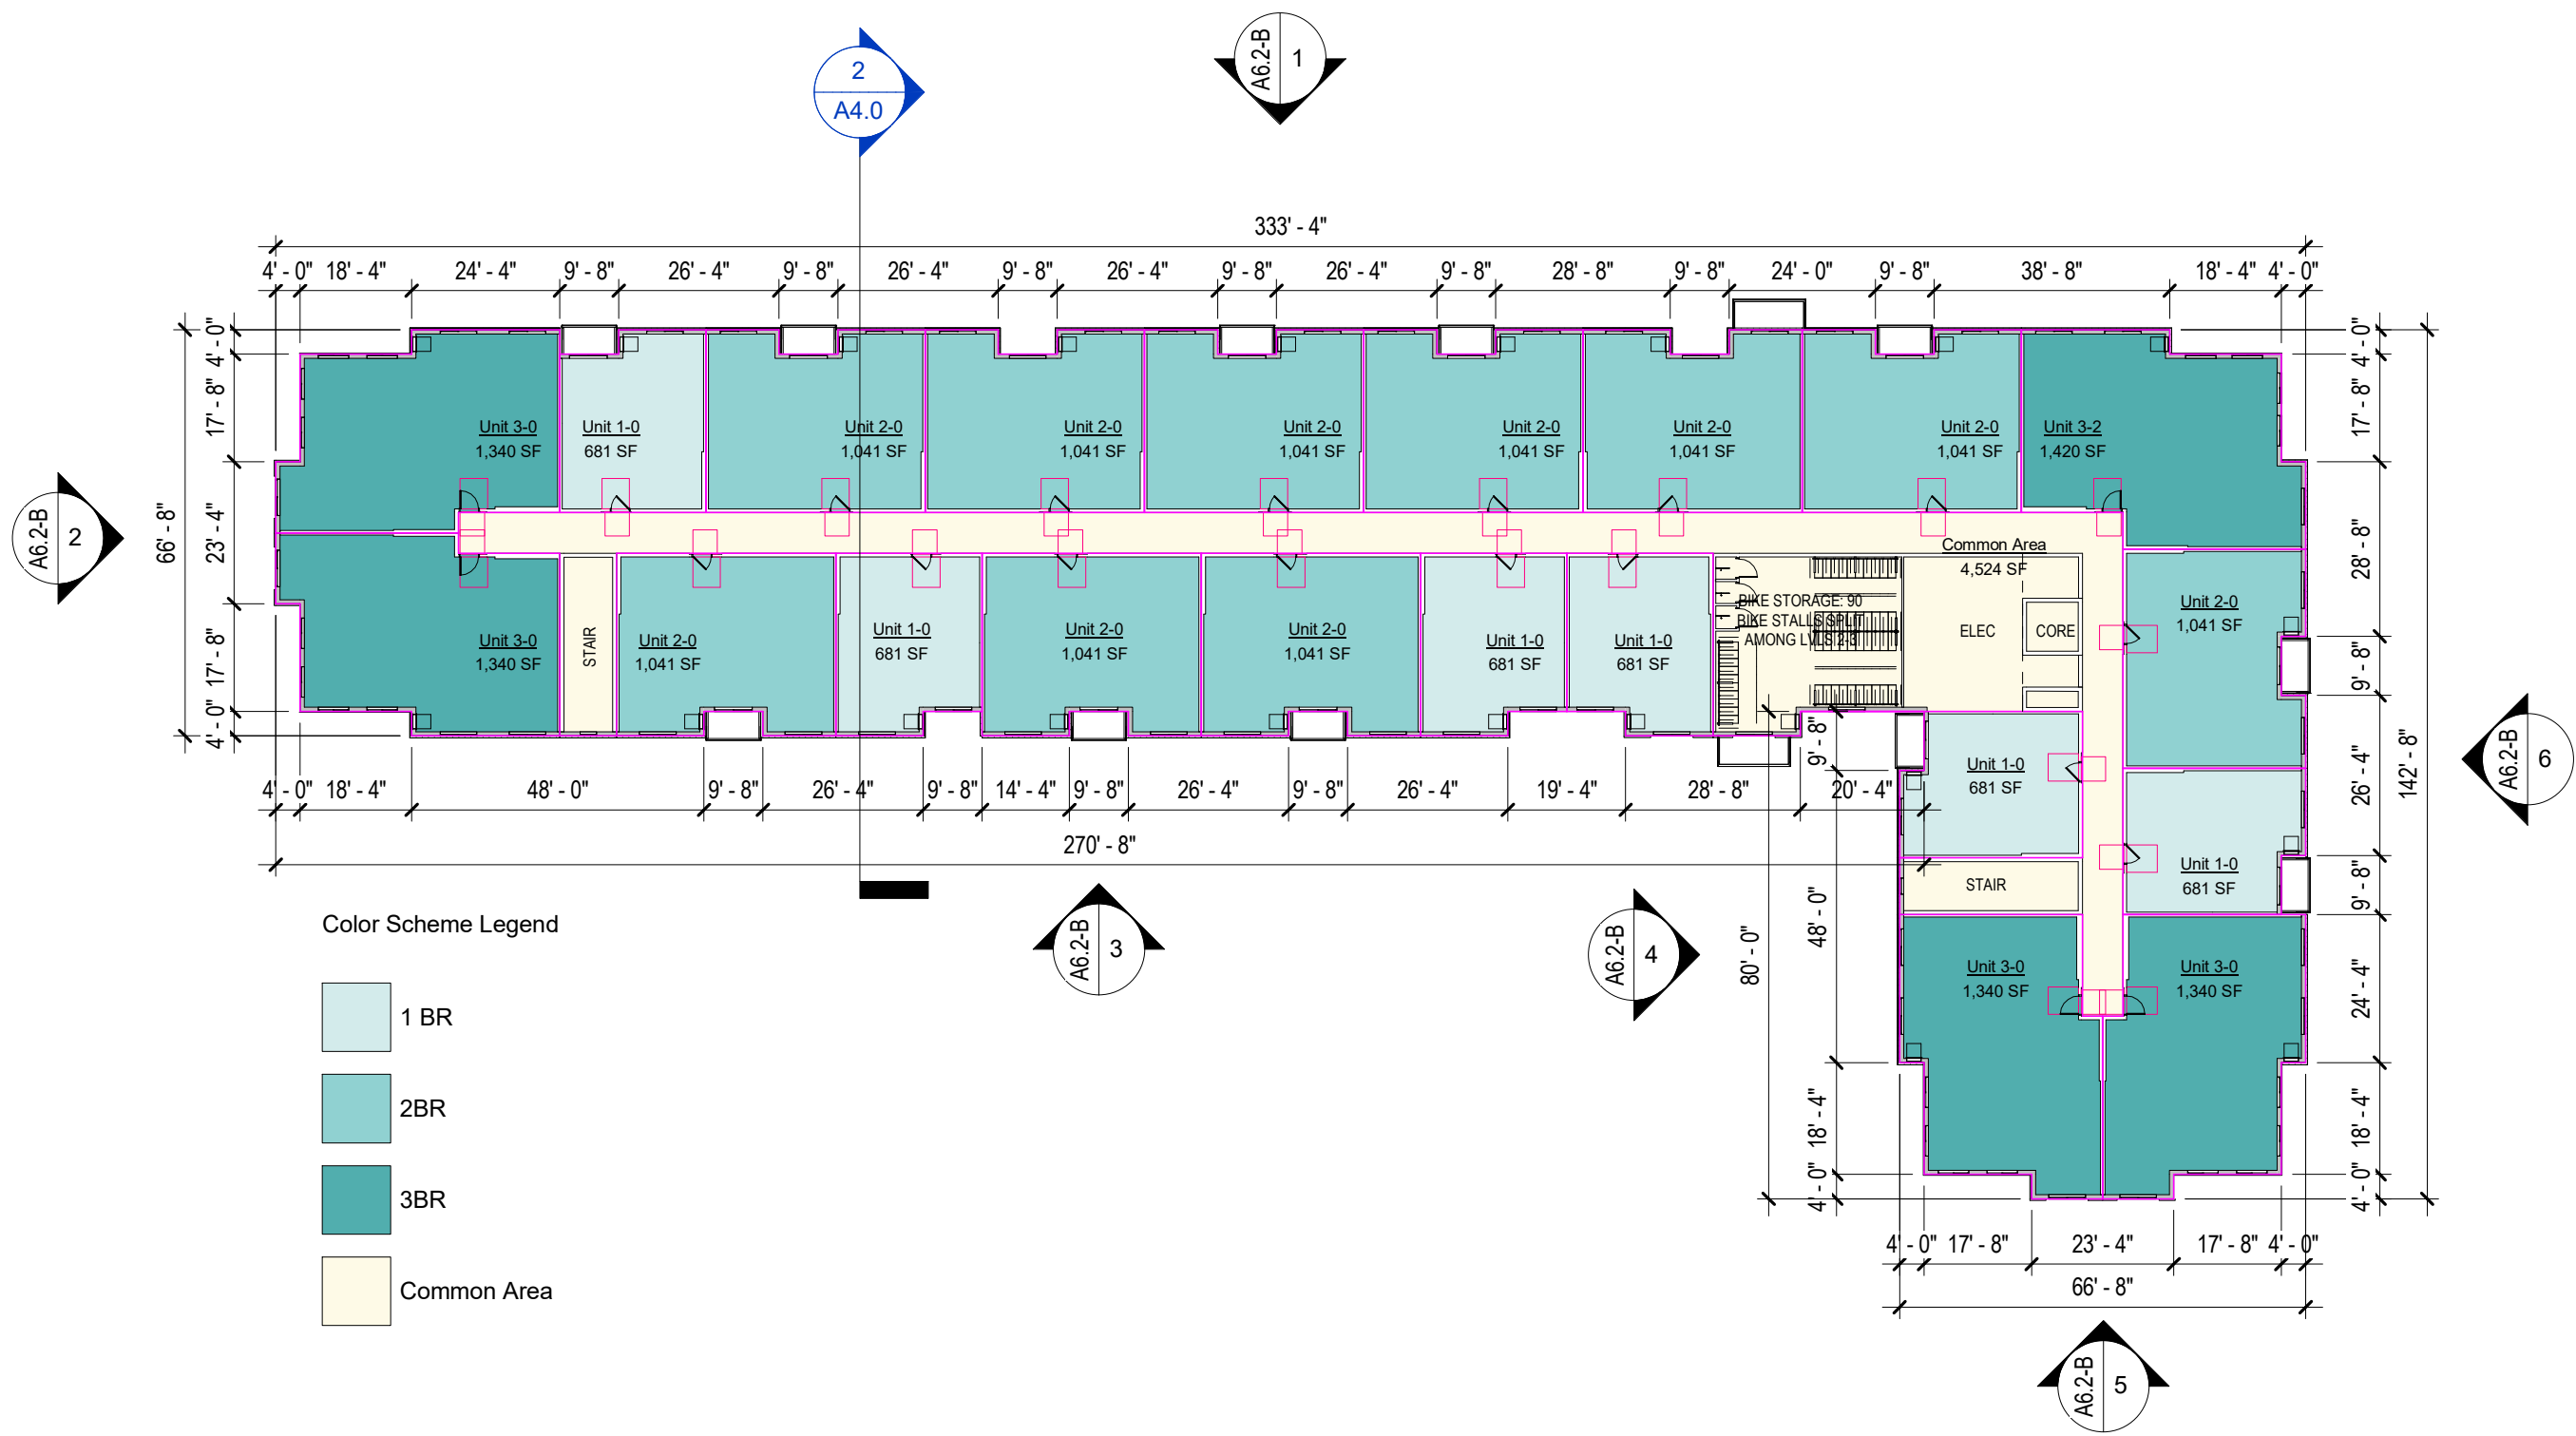 A6.2-B
1
2
A4.0
333' - 4"
4' - 0"
18' - 4"
24' - 4"
9' - 8"
26' - 4"
9' - 8"
26' - 4"
9' - 8"
26' - 4"
9' - 8"
26' - 4"
9' - 8"
28' - 8"
9' - 8"
24' - 0"
9' - 8"
38' - 8"
18' - 4"
4' - 0"
66' - 8"
4' - 0"
17' - 8"
23' - 4"
17' - 8"
4' - 0"
A6.2-B
2
Unit 3-0
1,340 SF
Unit 1-0
681 SF
Unit 2-0
1,041 SF
Unit 2-0
1,041 SF
Unit 2-0
1,041 SF
Unit 2-0
1,041 SF
Unit 2-0
1,041 SF
Unit 2-0
1,041 SF
Unit 3-2
1,420 SF
Common Area
4,524 SF
Unit 3-0
1,340 SF
STAIR
Unit 2-0
1,041 SF
Unit 1-0
681 SF
Unit 2-0
1,041 SF
Unit 2-0
1,041 SF
Unit 1-0
681 SF
Unit 1-0
681 SF
BIKE STORAGE: 90
BIKE STALLS SPLIT
AMONG LVLS 2-3
ELEC
CORE
Unit 2-0
1,041 SF
Unit 1-0
681 SF
Unit 1-0
681 SF
STAIR
Unit 3-0
1,340 SF
Unit 3-0
1,340 SF
4' - 0"
17' - 8"
28' - 8"
9' - 8"
26' - 4"
9' - 8"
24' - 4"
18' - 4"
4' - 0"
142' - 8"
A6.2-B
6
4' - 0"
18' - 4"
48' - 0"
9' - 8"
26' - 4"
9' - 8"
14' - 4"
9' - 8"
26' - 4"
9' - 8"
26' - 4"
19' - 4"
28' - 8"
20' - 4"
270' - 8"
9' - 8"
48' - 0"
18' - 4"
4' - 0"
80' - 0"
A6.2-B
3
A6.2-B
4
4' - 0"
17' - 8"
23' - 4"
17' - 8"
4' - 0"
66' - 8"
A6.2-B
5
Color Scheme Legend
1 BR
2BR
3BR
Common Area